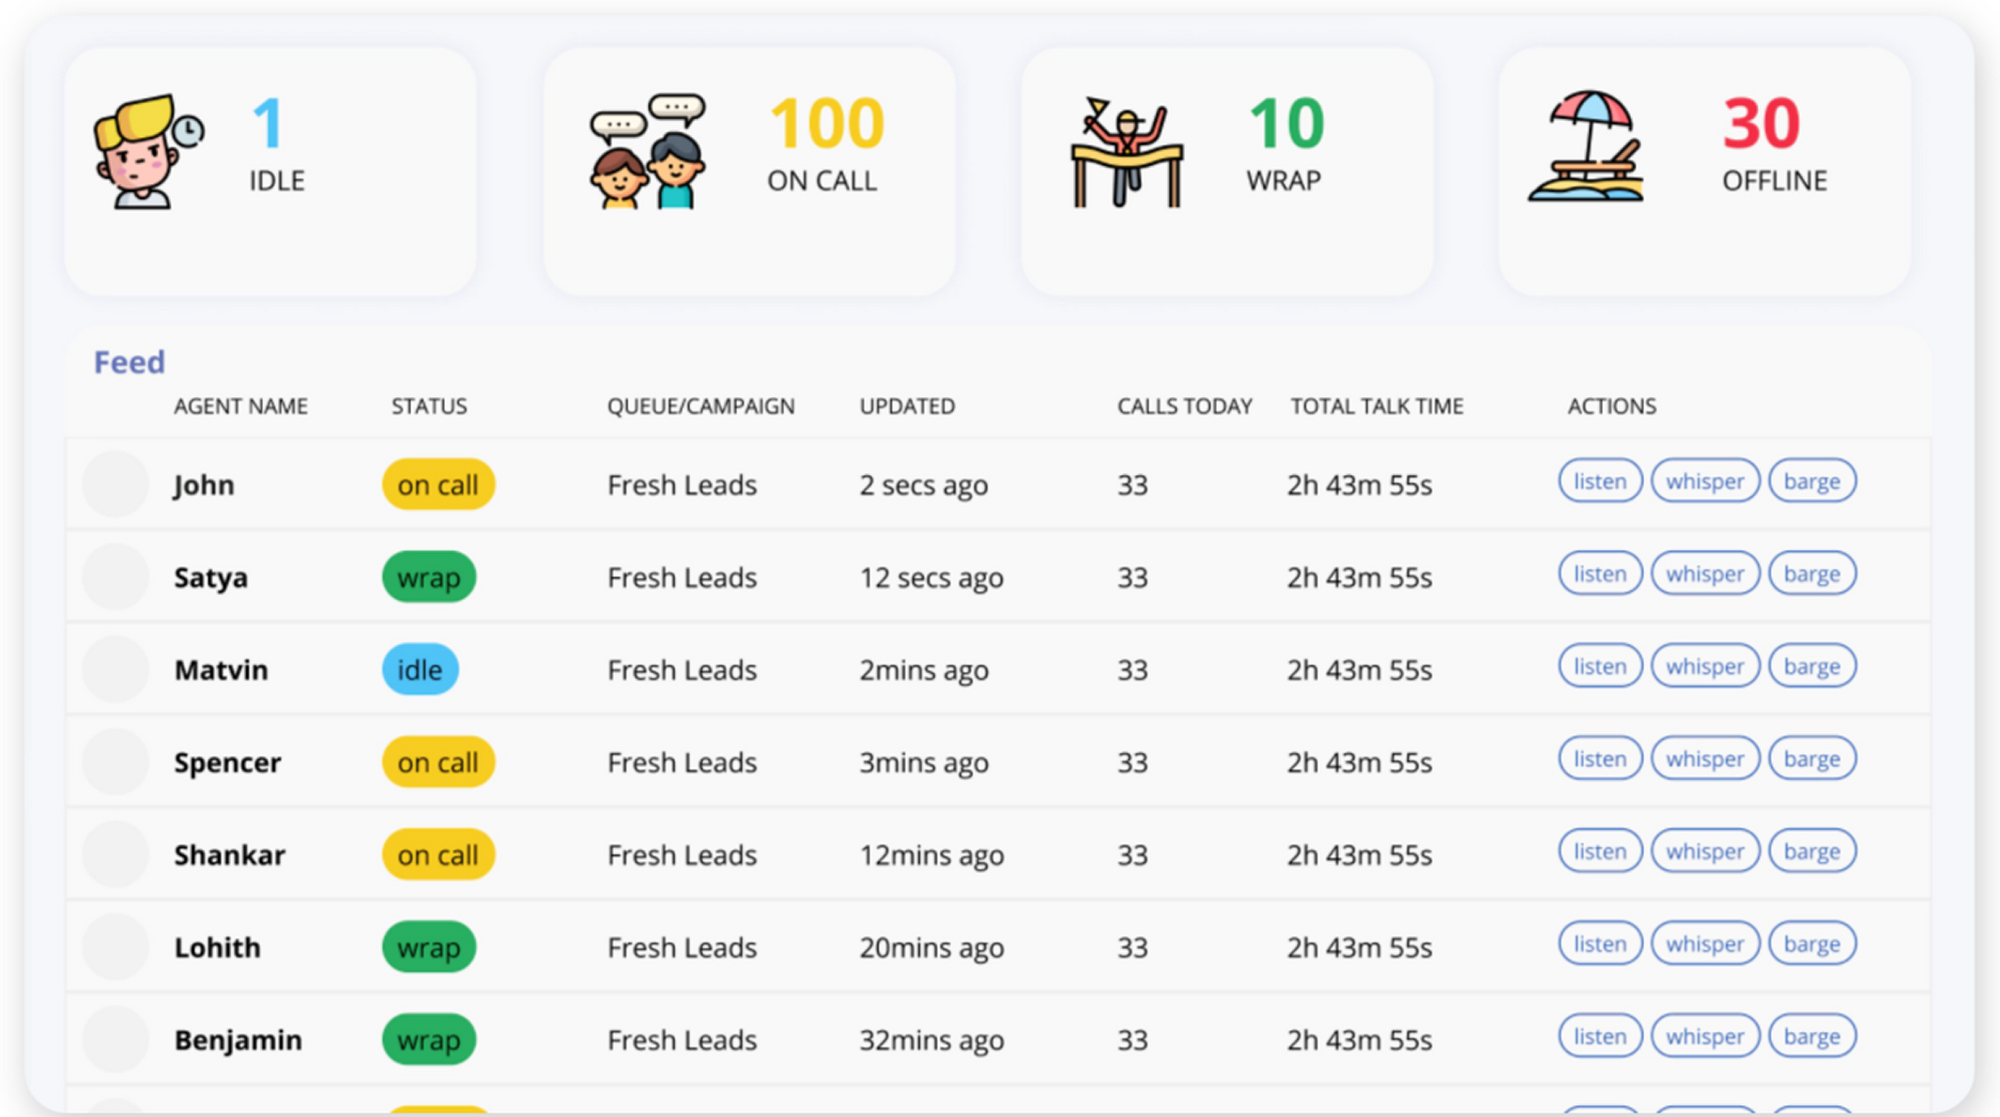 1
IDLE
100
ON CALL
10
WRAP
30
OFFLINE
Feed
AGENT NAME STATUS QUEUE/CAMPAIGN UPDATED CALLS TODAY TOTAL TALK TIME ACTIONS
John on call Fresh Leads 2 secs ago 33 2h 43m 55s listen whisper barge
Satya wrap Fresh Leads 12 secs ago 33 2h 43m 55s listen whisper barge
Matvin idle Fresh Leads 2mins ago 33 2h 43m 55s listen whisper barge
Spencer on call Fresh Leads 3mins ago 33 2h 43m 55s listen whisper barge
Shankar on call Fresh Leads 12mins ago 33 2h 43m 55s listen whisper barge
Lohith wrap Fresh Leads 20mins ago 33 2h 43m 55s listen whisper barge
Benjamin wrap Fresh Leads 32mins ago 33 2h 43m 55s listen whisper barge